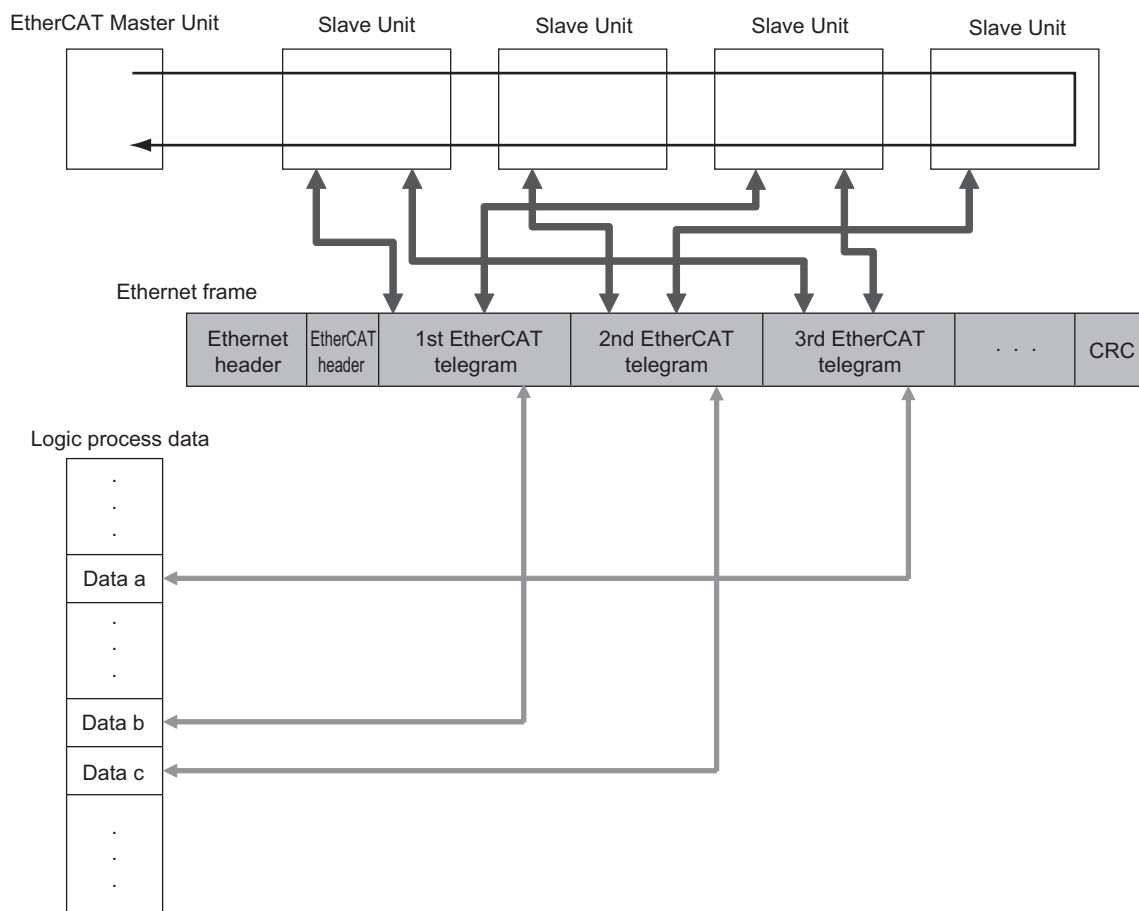 EtherCAT Master Unit
Slave Unit
Slave Unit
Slave Unit
Slave Unit
Ethernet frame
Ethernet
header
EtherCAT
header
1st EtherCAT
telegram
2nd EtherCAT
telegram
3rd EtherCAT
telegram
. . .
CRC
Logic process data
.
.
.
Data a
.
.
.
Data b
Data c
.
.
.